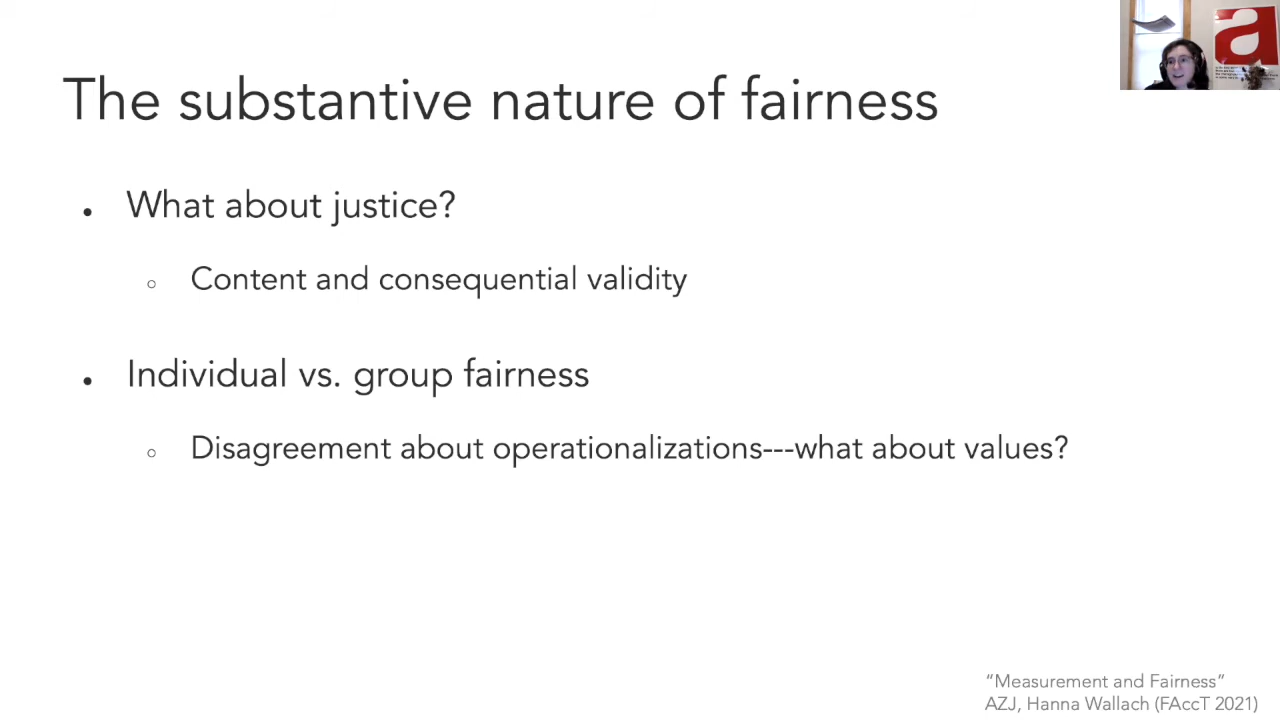 The substantive nature of fairness
• What about justice?
○ Content and consequential validity
• Individual vs. group fairness
○ Disagreement about operationalizations---what about values?
“Measurement and Fairness”
AZJ, Hanna Wallach (FAccT 2021)
a